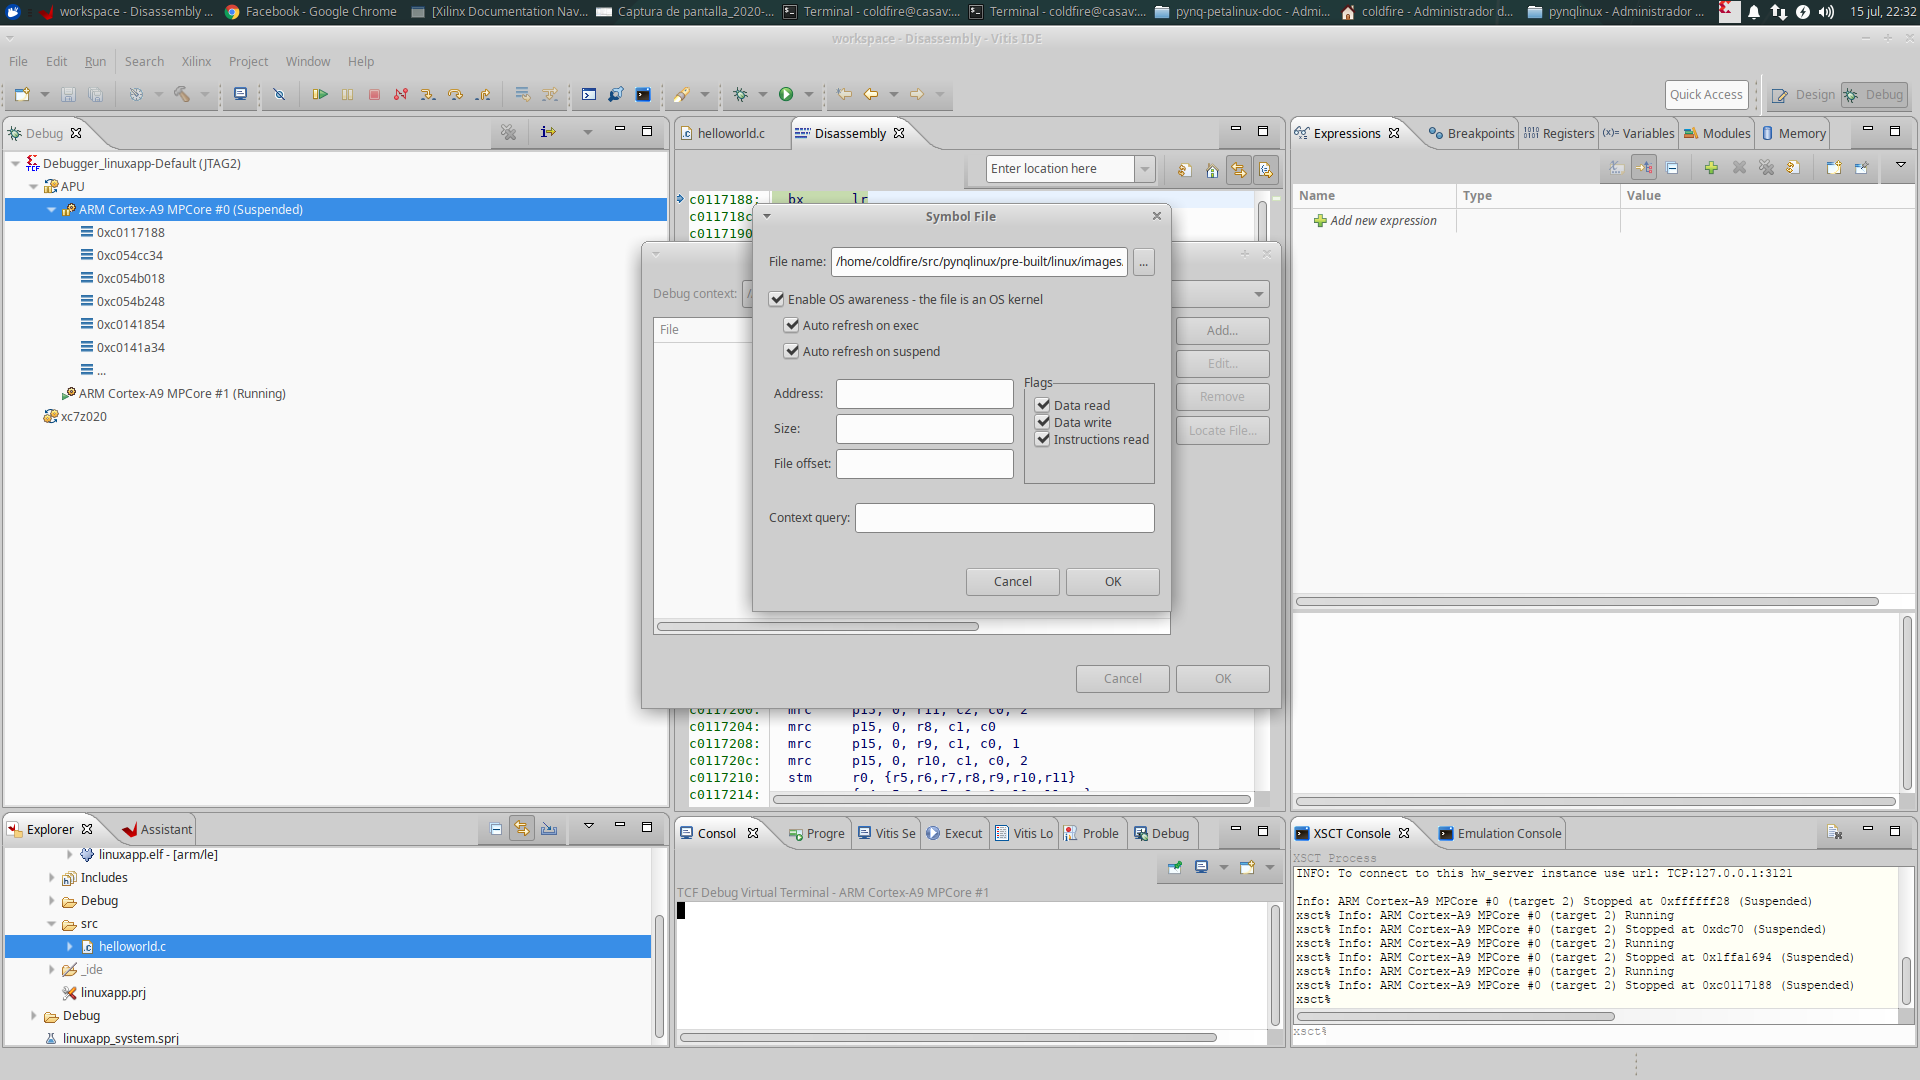 workspace - Disassembly ...
Facebook - Google Chrome
[Xilinx Documentation Nav...
Captura de pantalla_2020-...
Terminal - coldfire@casav:...
Terminal - coldfire@casav:...
pynq-petalinux-doc - Admi...
coldfire - Administrador d...
pynqlinux - Administrador ...
15 jul, 22:32
workspace - Disassembly - Vitis IDE
File Edit Run Search Xilinx Project Window Help
Quick Access
Design
Debug
Debug
Debugger_linuxapp-Default (JTAG2)
APU
ARM Cortex-A9 MPCore #0 (Suspended)
0xc0117188
0xc054cc34
0xc054b018
0xc054b248
0xc0141854
0xc0141a34
...
ARM Cortex-A9 MPCore #1 (Running)
xc7z020
helloworld.c
Disassembly
Enter location here
c0117188: bx lr
c011718c
c0117190
Debug context:
File
Add...
Edit...
Remove
Locate File...
Cancel
OK
Symbol File
File name: /home/coldfire/src/pynqlinux/pre-built/linux/images
...
Enable OS awareness - the file is an OS kernel
Auto refresh on exec
Auto refresh on suspend
Address:
Size:
File offset:
Flags
Data read
Data write
Instructions read
Context query:
Cancel
OK
c0117200: mrc p15, 0, r11, c2, c0, 2
c0117204: mrc p15, 0, r8, c1, c0
c0117208: mrc p15, 0, r9, c1, c0, 1
c011720c: mrc p15, 0, r10, c1, c0, 2
c0117210: stm r0, {r5,r6,r7,r8,r9,r10,r11}
c0117214:
Expressions
Breakpoints
Registers
Variables
Modules
Memory
Name Type Value
Add new expression
Explorer
Assistant
linuxapp.elf - [arm/le]
Includes
Debug
src
helloworld.c
_ide
linuxapp.prj
Debug
linuxapp_system.sprj
Consol
Progre
Vitis Se
Execut
Vitis Lo
Proble
Debug
TCF Debug Virtual Terminal - ARM Cortex-A9 MPCore #1
XSCT Console
Emulation Console
XSCT Process
INFO: To connect to this hw_server instance use url: TCP:127.0.0.1:3121
Info: ARM Cortex-A9 MPCore #0 (target 2) Stopped at 0xffffff28 (Suspended)
xsct% Info: ARM Cortex-A9 MPCore #0 (target 2) Running
xsct% Info: ARM Cortex-A9 MPCore #0 (target 2) Stopped at 0xdc70 (Suspended)
xsct% Info: ARM Cortex-A9 MPCore #0 (target 2) Running
xsct% Info: ARM Cortex-A9 MPCore #0 (target 2) Stopped at 0x1ffa1694 (Suspended)
xsct% Info: ARM Cortex-A9 MPCore #0 (target 2) Running
xsct% Info: ARM Cortex-A9 MPCore #0 (target 2) Stopped at 0xc0117188 (Suspended)
xsct%
xsct%